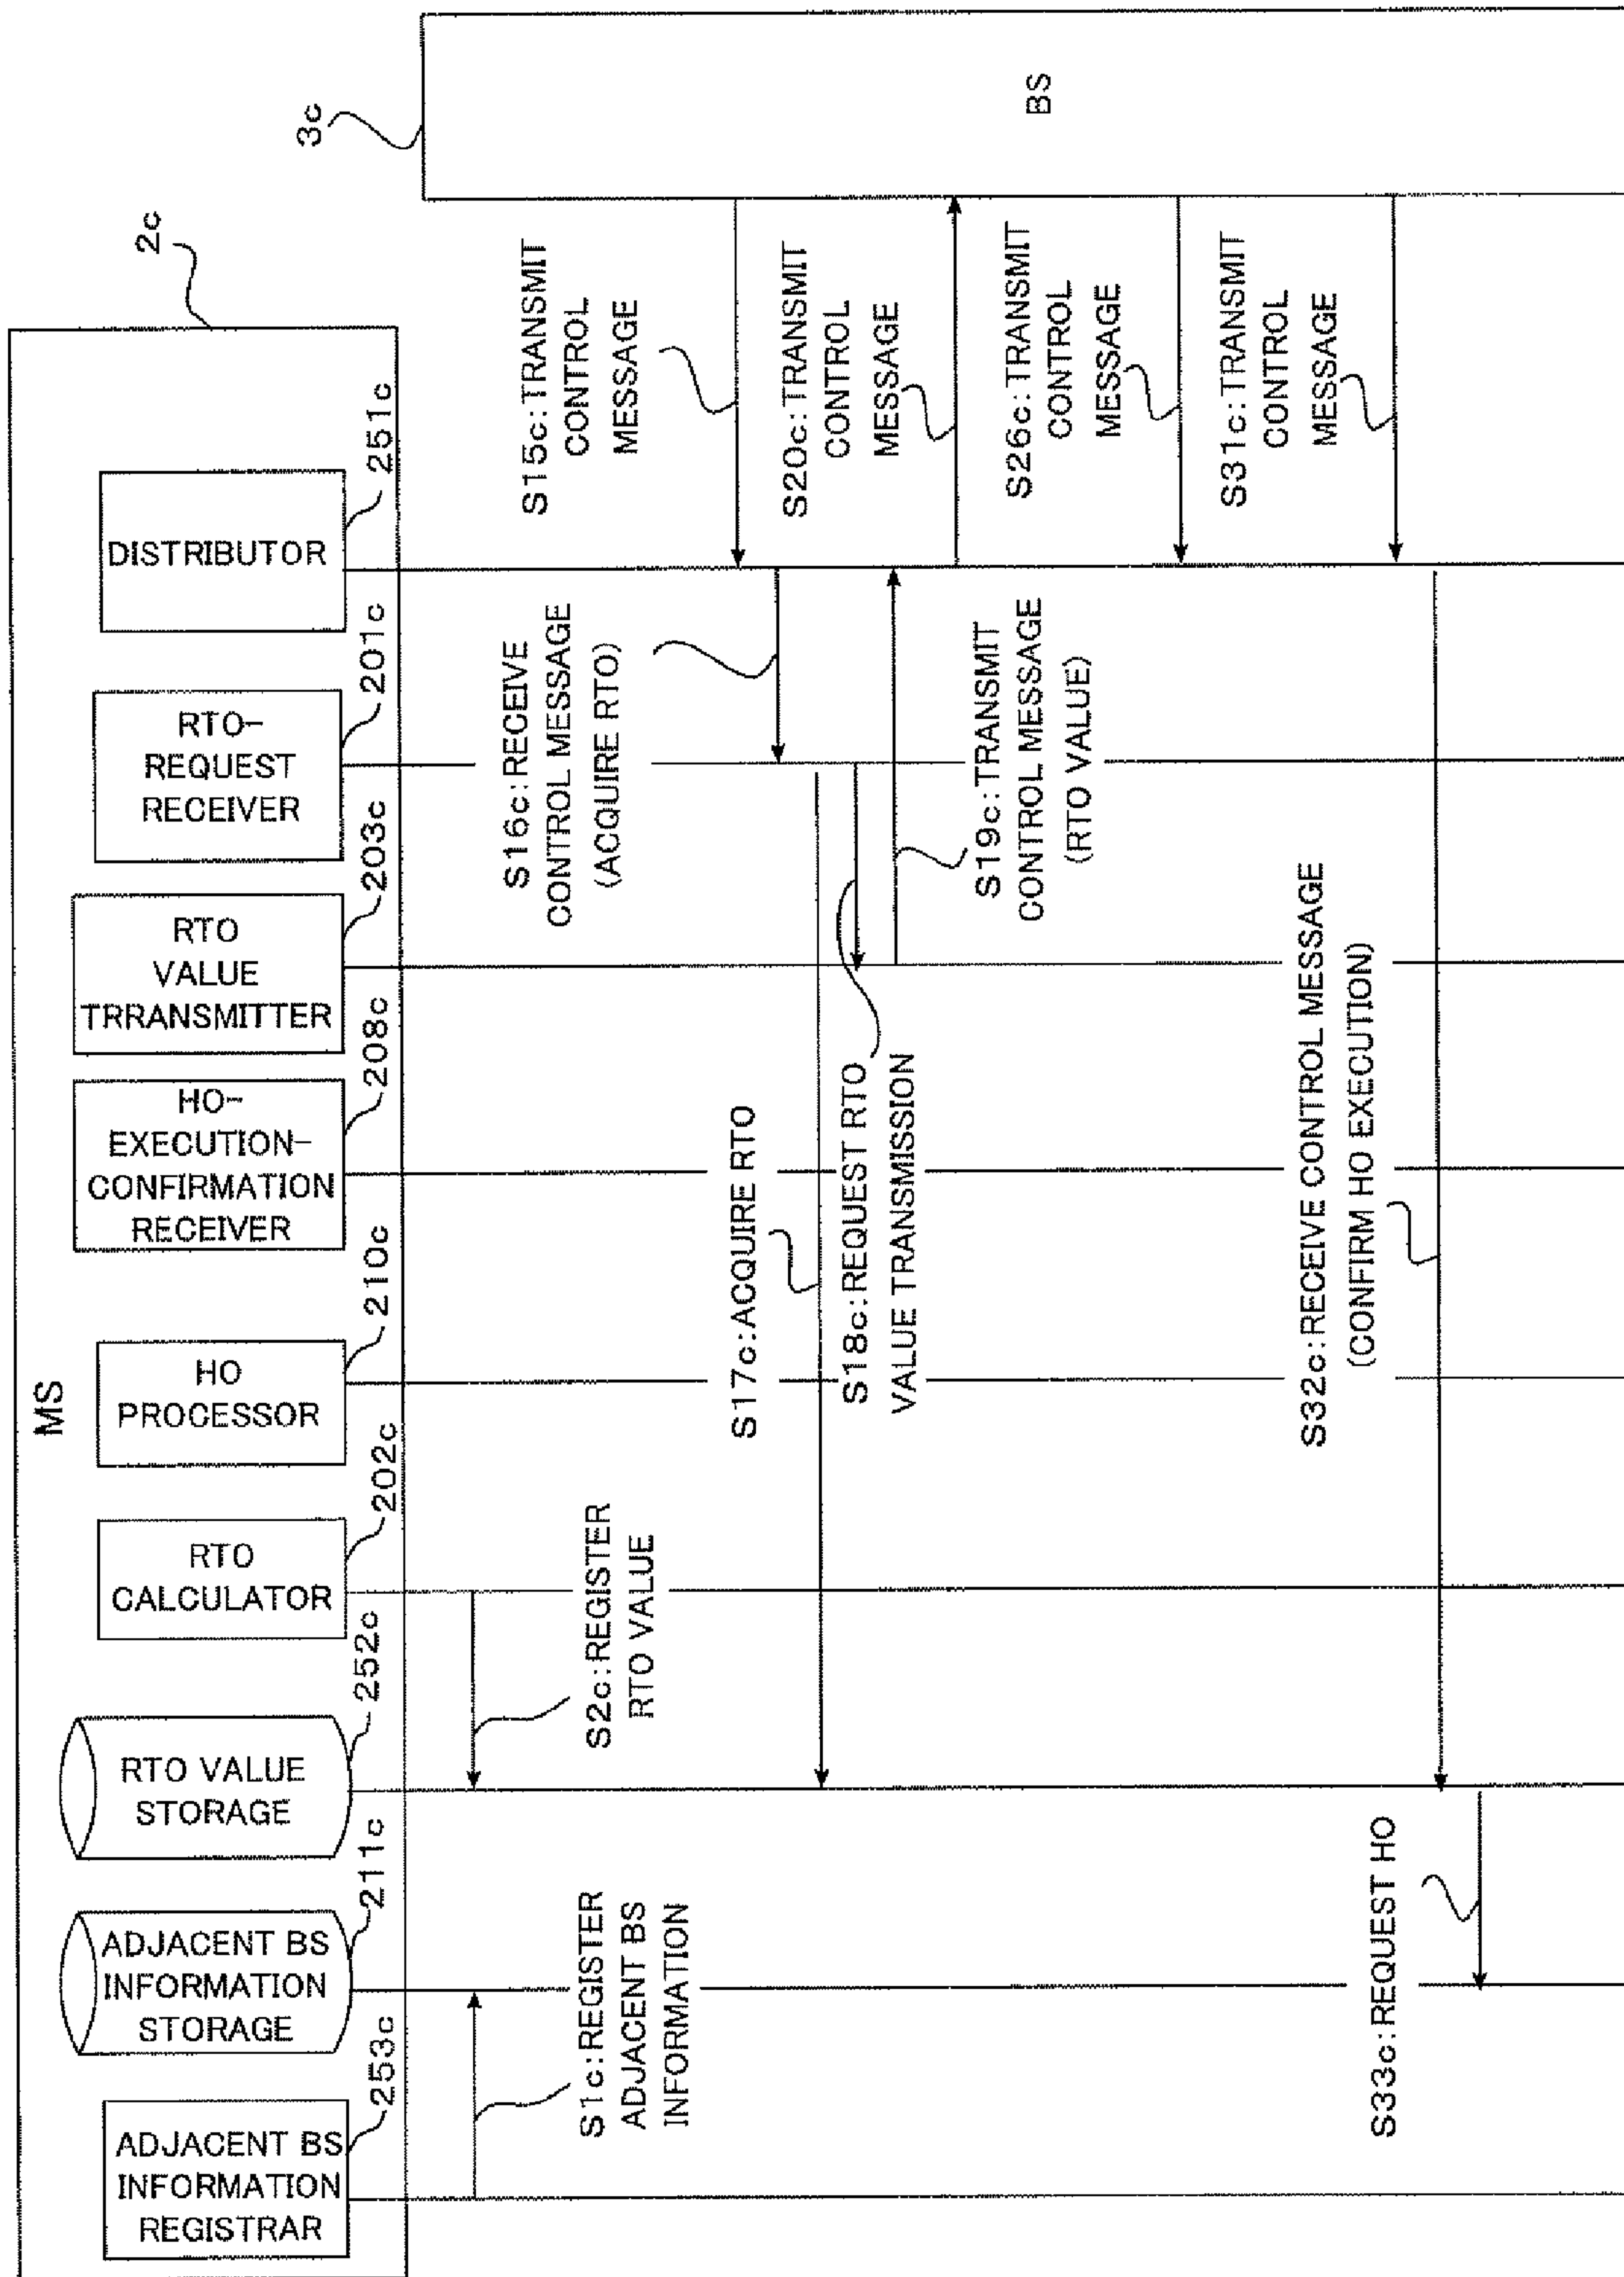 MS
2c
3c
ADJACENT BS
INFORMATION
REGISTRAR
253c
ADJACENT BS
INFORMATION
STORAGE
211c
RTO VALUE
STORAGE
252c
RTO
CALCULATOR
202c
HO
PROCESSOR
210c
HO-
EXECUTION-
CONFIRMATION
RECEIVER
208c
RTO
VALUE
TRRANSMITTER
203c
RTO-
REQUEST
RECEIVER
201c
DISTRIBUTOR
251c
BS
S1c:REGISTER
ADJACENT BS
INFORMATION
S2c:REGISTER
RTO VALUE
S15c:TRANSMIT
CONTROL
MESSAGE
S16c:RECEIVE
CONTROL MESSAGE
(ACQUIRE RTO)
S17c:ACQUIRE RTO
S18c:REQUEST RTO
VALUE TRANSMISSION
S19c:TRANSMIT
CONTROL MESSAGE
(RTO VALUE)
S20c:TRANSMIT
CONTROL
MESSAGE
S26c:TRANSMIT
CONTROL
MESSAGE
S31c:TRANSMIT
CONTROL
MESSAGE
S32c:RECEIVE CONTROL MESSAGE
(CONFIRM HO EXECUTION)
S33c:REQUEST HO